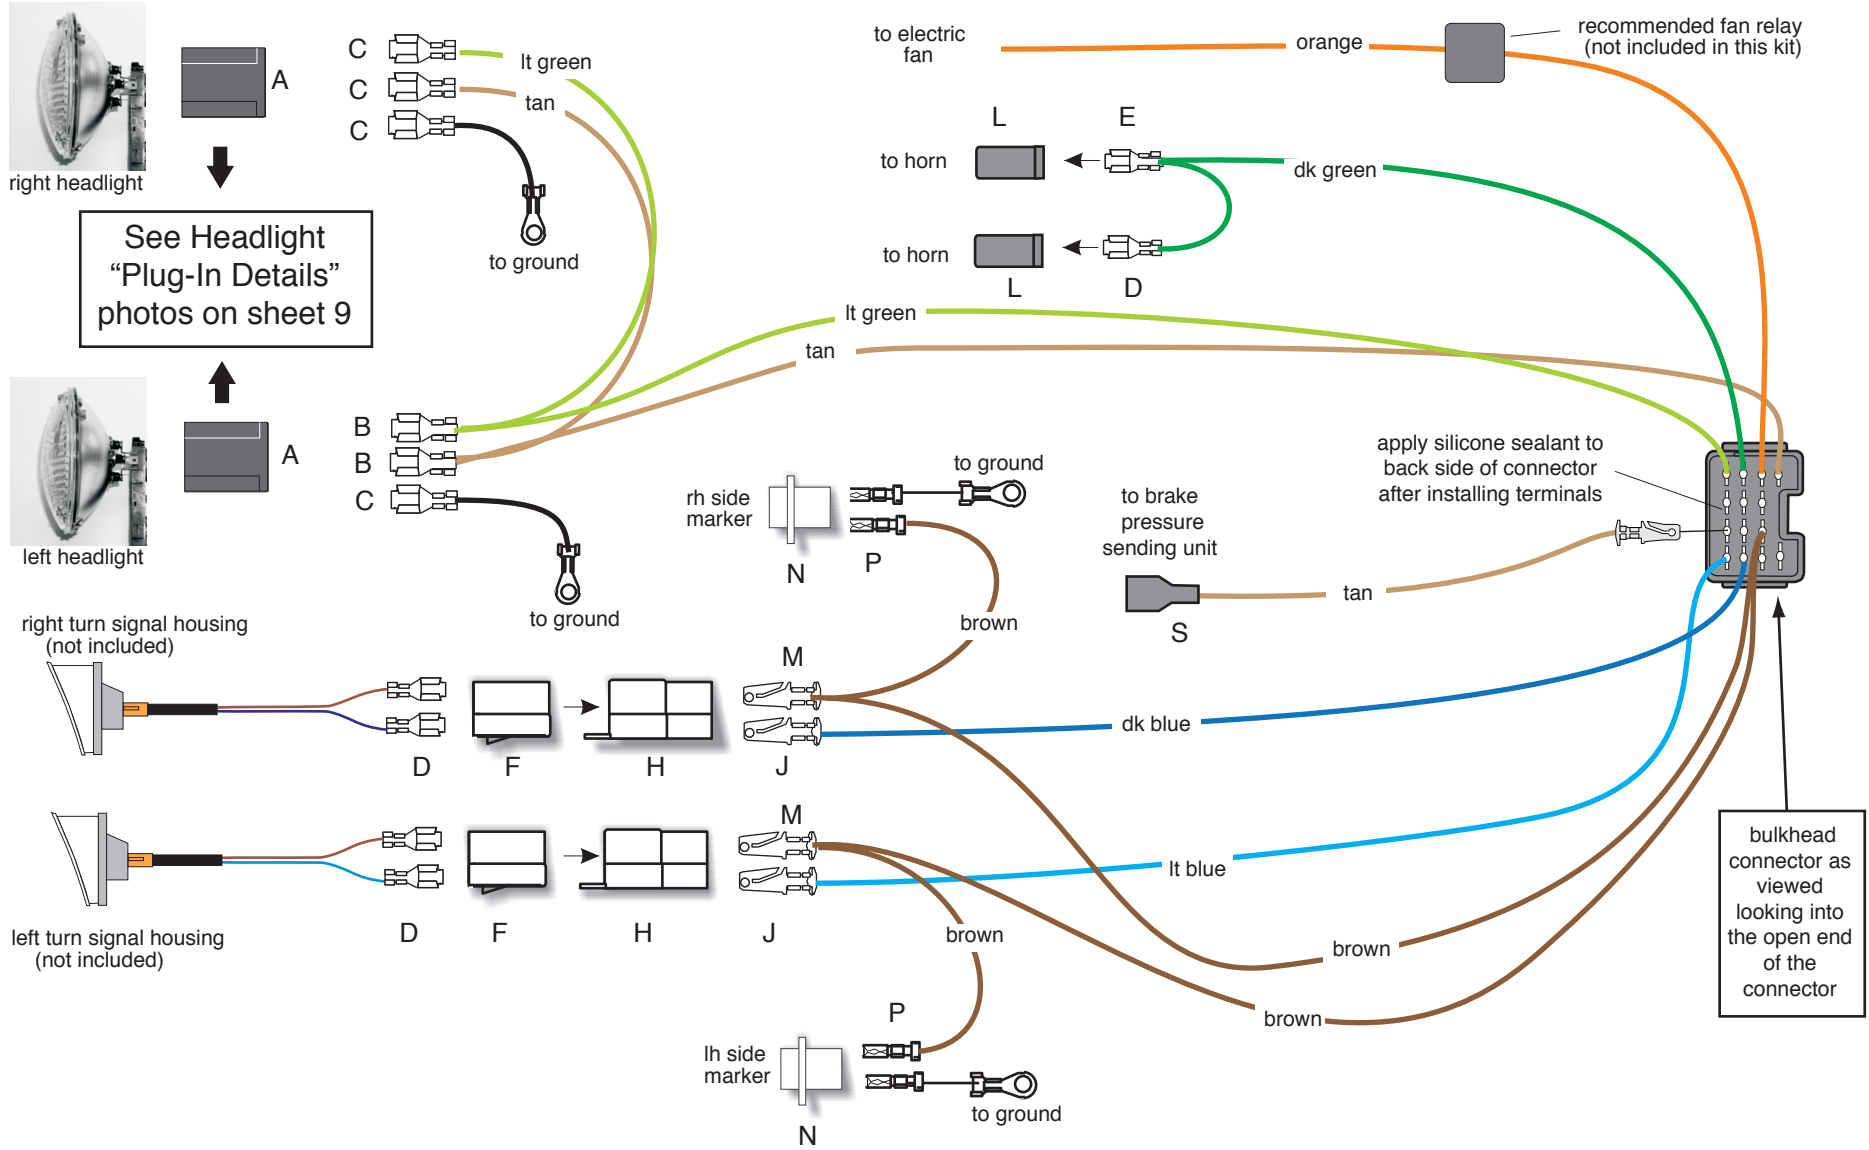 to electric
fan
orange
recommended fan relay
(not included in this kit)
C
lt green
A
C
tan
C
right headlight
L
E
to horn
dk green
to horn
L
D
to ground
See Headlight
“Plug-In Details”
photos on sheet 9
lt green
tan
B
A
B
C
left headlight
to ground
rh side
marker
to ground
N
P
brown
to brake
pressure
sending unit
S
tan
apply silicone sealant to
back side of connector
after installing terminals
right turn signal housing
(not included)
D
F
H
M
J
dk blue
left turn signal housing
(not included)
D
F
H
M
J
lt blue
brown
brown
brown
lh side
marker
P
N
to ground
bulkhead
connector as
viewed
looking into
the open end
of the
connector